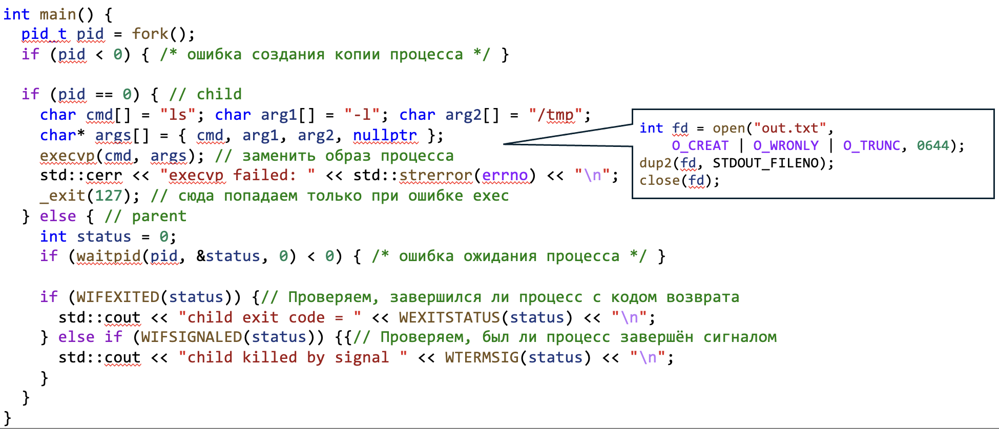 int main() {
  pid_t pid = fork();
  if (pid < 0) { /* ошибка создания копии процесса */ }

  if (pid == 0) { // child
    char cmd[] = "ls"; char arg1[] = "-l"; char arg2[] = "/tmp";
    char* args[] = { cmd, arg1, arg2, nullptr };
    execvp(cmd, args); // заменить образ процесса
    std::cerr << "execvp failed: " << std::strerror(errno) << "\n";
    _exit(127); // сюда попадаем только при ошибке exec
  } else { // parent
    int status = 0;
    if (waitpid(pid, &status, 0) < 0) { /* ошибка ожидания процесса */ }

    if (WIFEXITED(status)) {// Проверяем, завершился ли процесс с кодом возврата
      std::cout << "child exit code = " << WEXITSTATUS(status) << "\n";
    } else if (WIFSIGNALED(status)) {{// Проверяем, был ли процесс завершён сигналом
      std::cout << "child killed by signal " << WTERMSIG(status) << "\n";
    }
  }
}
int fd = open("out.txt",
    O_CREAT | O_WRONLY | O_TRUNC, 0644);
dup2(fd, STDOUT_FILENO);
close(fd);